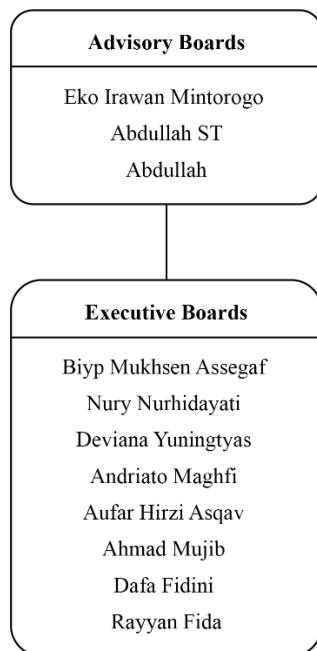 Advisory Boards
Eko Irawan Mintorogo
Abdullah ST
Abdullah
Executive Boards
Biyp Mukhsen Assegaf
Nury Nurhidayati
Deviana Yuningtyas
Andriato Maghfi
Aufar Hirzi Asqav
Ahmad Mujib
Dafa Fidini
Rayyan Fida